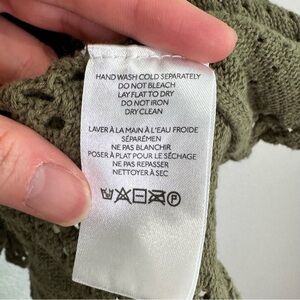 HAND WASH COLD SEPARATELY
DO NOT BLEACH
LAY FLAT TO DRY
DO NOT IRON
DRY CLEAN
LAVER À LA MAIN À L'EAU FROIDE
SÉPARÉMEN
NE PAS BLANCHIR
POSER À PLAT POUR LE SÉCHAGE
NE PAS REPASSER
NETTOYER À SEC
P